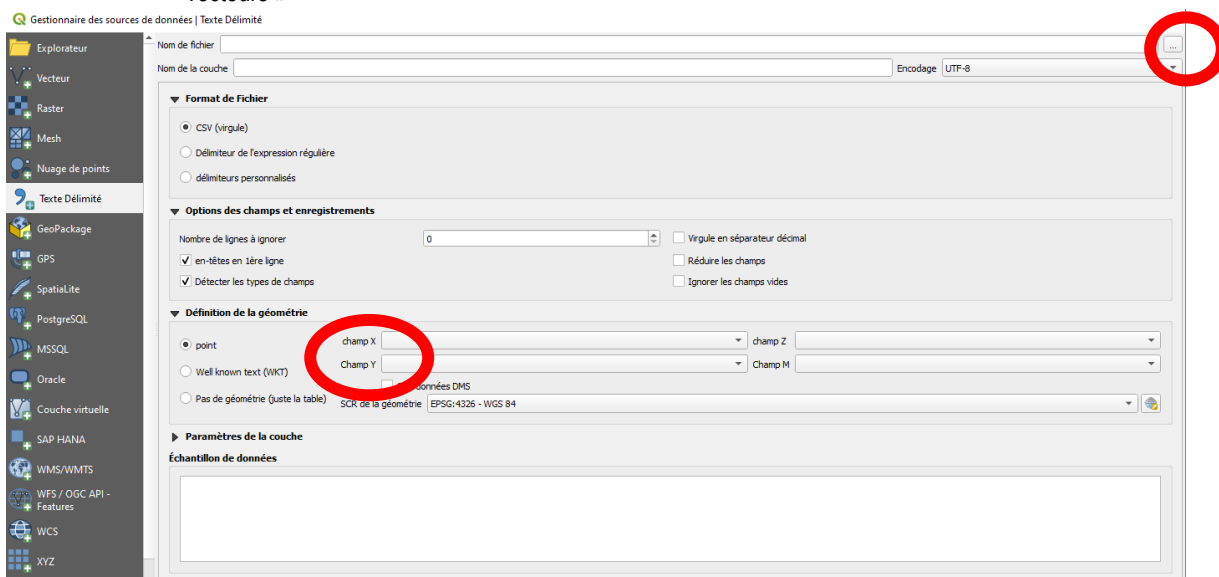 Gestionnaire des sources de données | Texte Délimité
Explorateur
Vecteur
Raster
Mesh
Nuage de points
Texte Délimité
GeoPackage
GPS
SpatiaLite
PostgreSQL
MSSQL
Oracle
Couche virtuelle
SAP HANA
WMS/WMTS
WFS / OGC API -
Features
WCS
XYZ
Nom de fichier
...
Nom de la couche
Encodage UTF-8
Format de Fichier
CSV (virgule)
Délimiteur de l'expression régulière
délimiteurs personnalisés
Options des champs et enregistrements
Nombre de lignes à ignorer 0
Virgule en séparateur décimal
en-têtes en 1ère ligne
Réduire les champs
Détecter les types de champs
Ignorer les champs vides
Définition de la géométrie
point
champ X
champ Z
Well known text (WKT)
Champ Y
Champ M
données DMS
Pas de géométrie (juste la table)
SCR de la géométrie EPSG:4326 - WGS 84
Paramètres de la couche
Échantillon de données